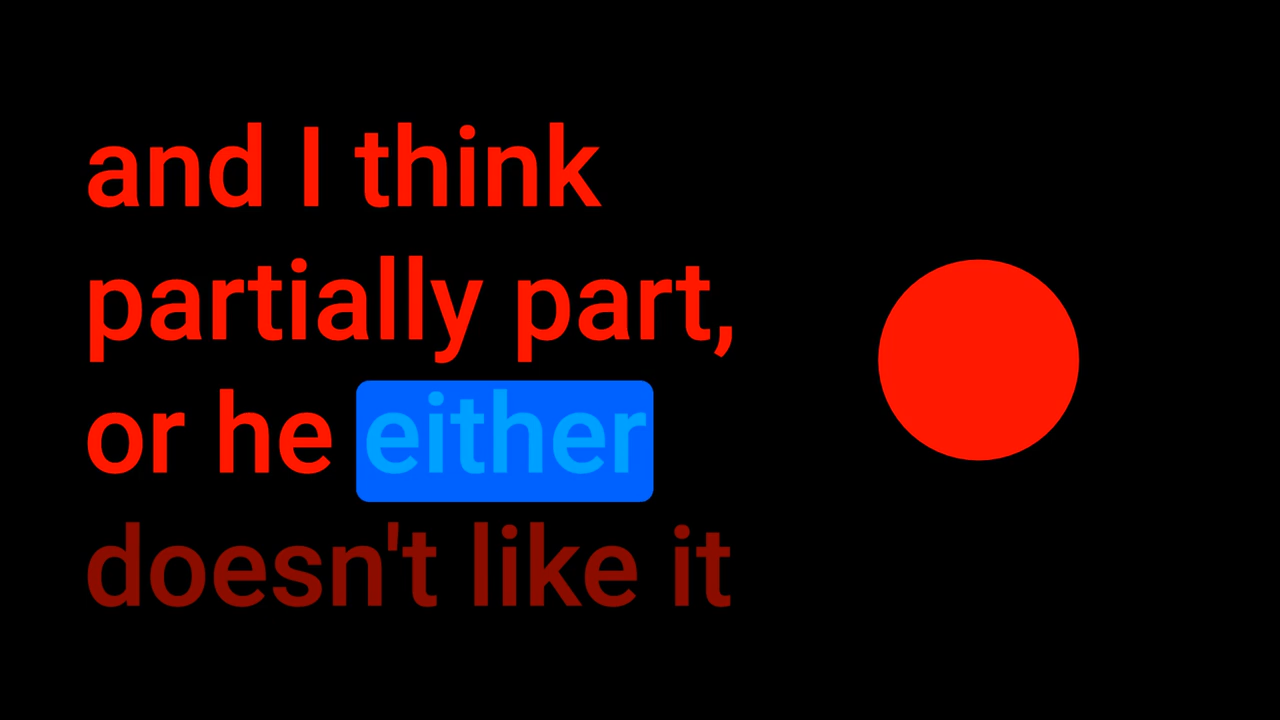 and I think
partially part,
or he either
doesn't like it